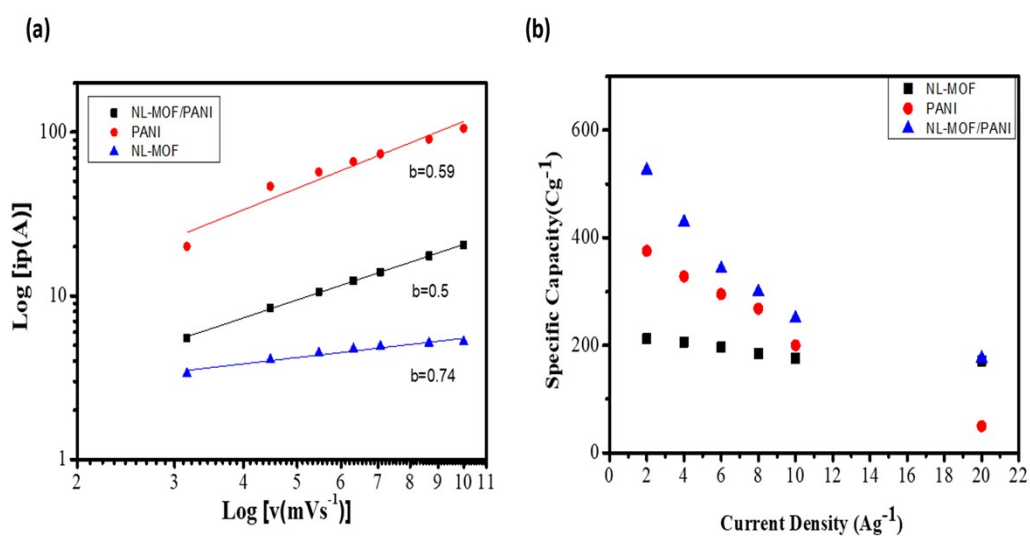 (a)
(b)
NL-MOF/PANI
PANI
NL-MOF
100
10
1
b=0.59
b=0.5
b=0.74
2 3 4 5 6 7 8 9 10 11
Log [ip(A)]
Log [v(mVs⁻¹)]
NL-MOF
PANI
NL-MOF/PANI
600
400
200
0
0 2 4 6 8 10 12 14 16 18 20 22
Specific Capacity(Cg⁻¹)
Current Density (Ag⁻¹)